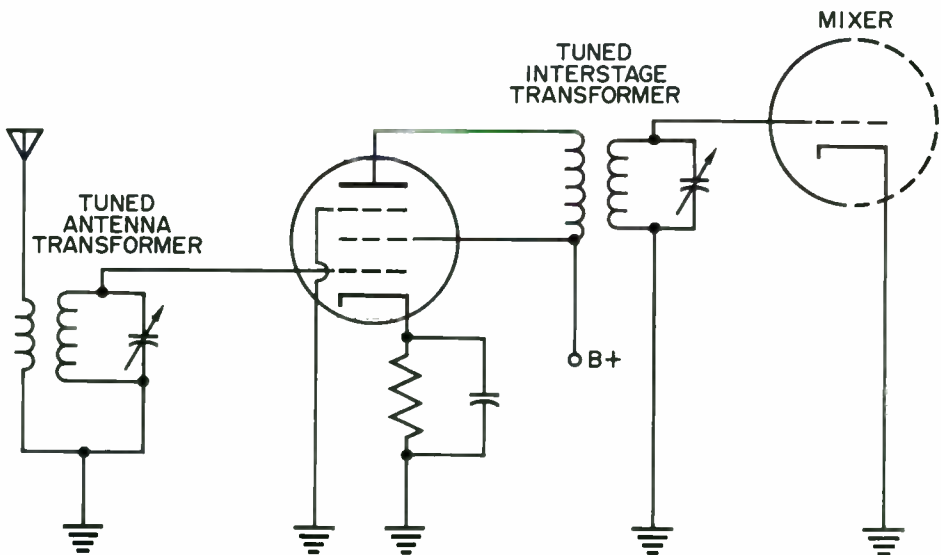 MIXER
TUNED
INTERSTAGE
TRANSFORMER
TUNED
ANTENNA
TRANSFORMER
B+